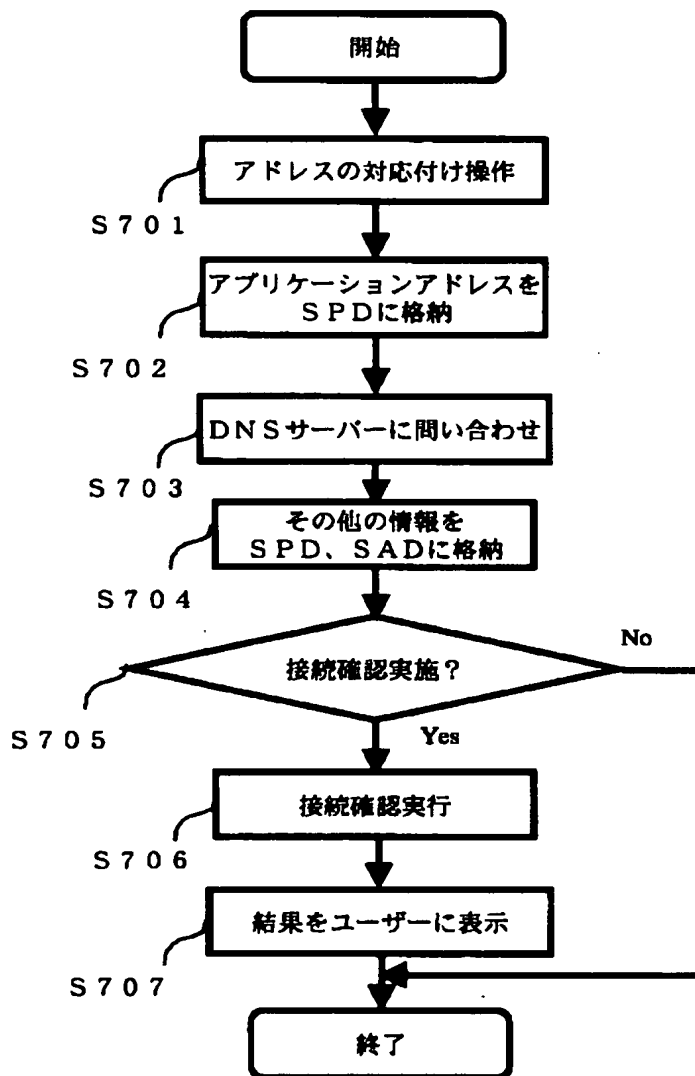 開始
アドレスの対応付け操作
S701
アプリケーションアドレスを
SPDに格納
S702
DNSサーバーに問い合わせ
S703
その他の情報を
SPD、SADに格納
S704
接続確認実施?
No
S705
Yes
接続確認実行
S706
結果をユーザーに表示
S707
終了